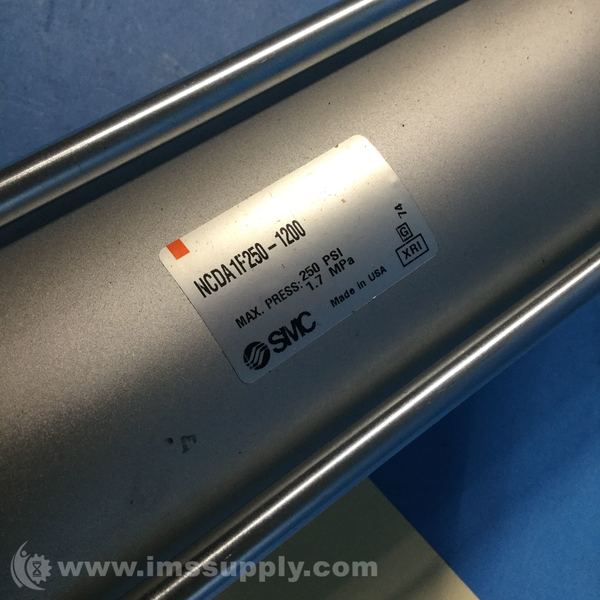 NCDA1F250-1200
MAX. PRESS: 250 PSI
1.7 MPa
SMC
Made in USA
XRI
G
74
E
www.imssupply.com